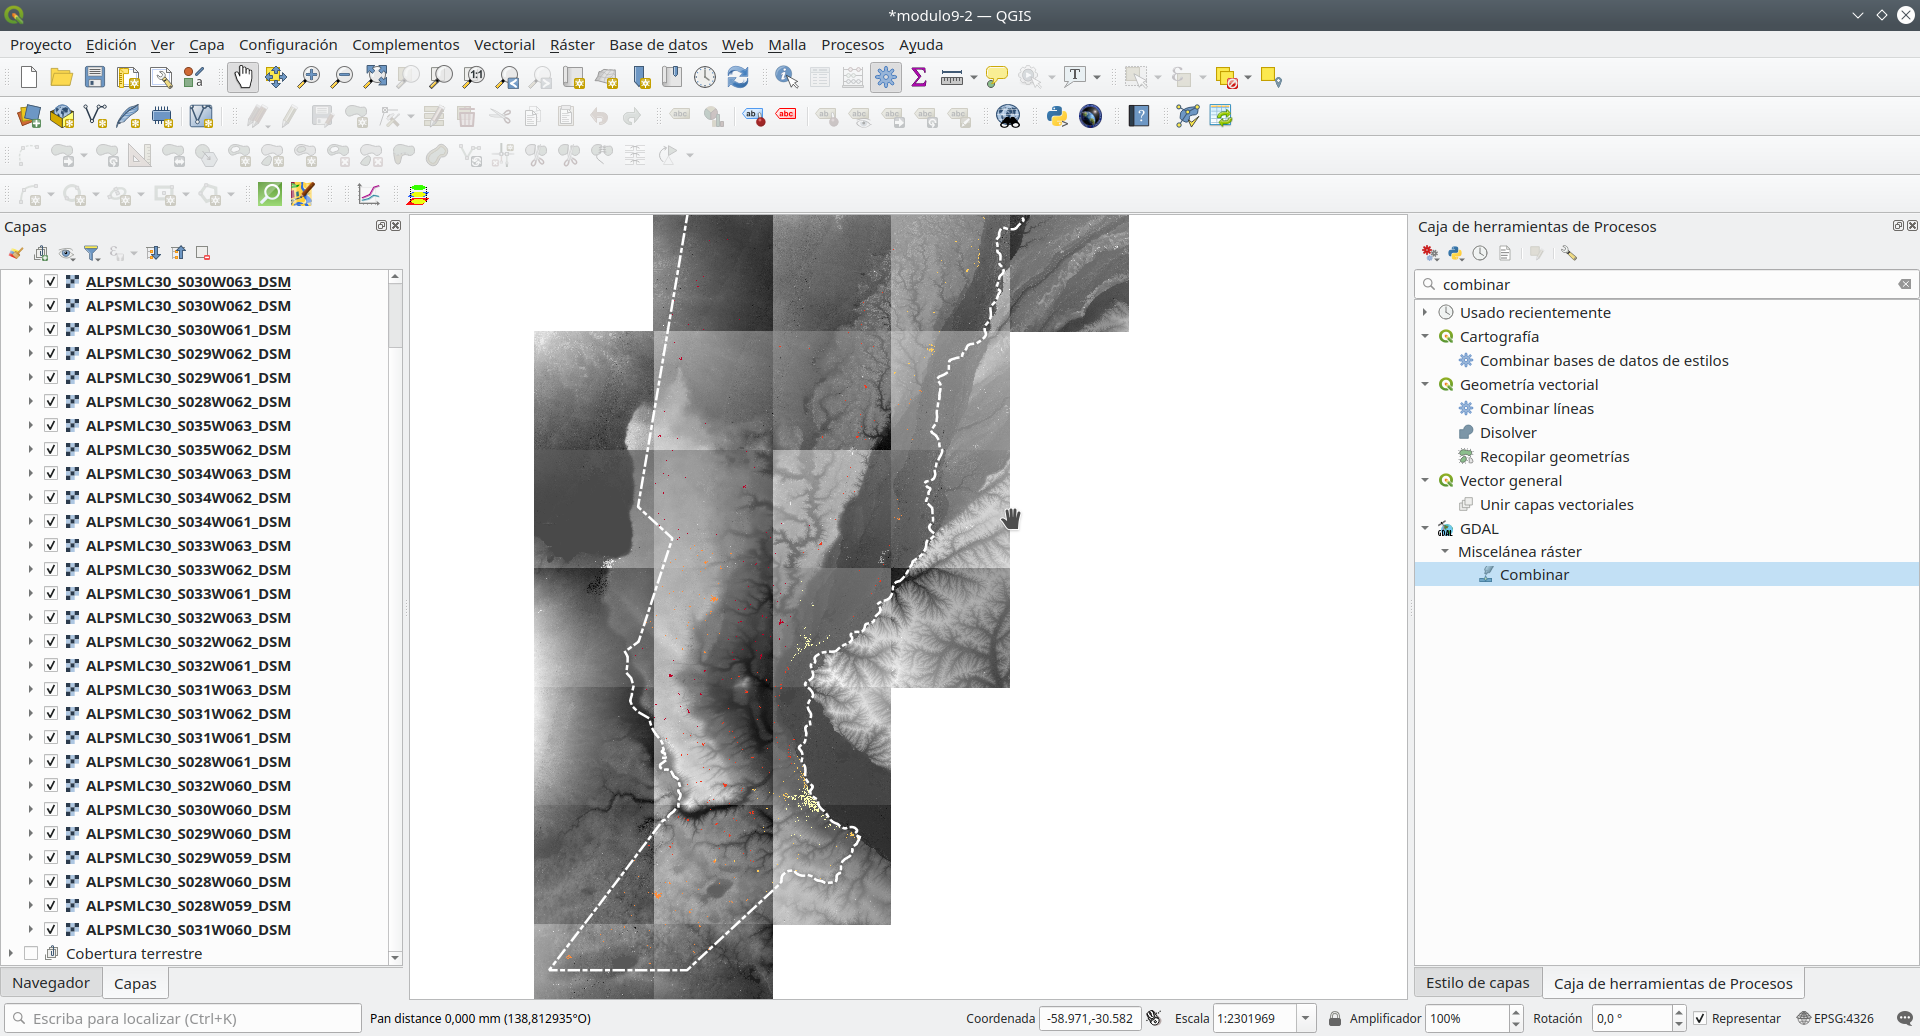 *modulo9-2 — QGIS
Proyecto Edición Ver Capa Configuración Complementos Vectorial Ráster Base de datos Web Malla Procesos Ayuda
Capas
ALPSMLC30_S030W063_DSM
ALPSMLC30_S030W062_DSM
ALPSMLC30_S030W061_DSM
ALPSMLC30_S029W062_DSM
ALPSMLC30_S029W061_DSM
ALPSMLC30_S028W062_DSM
ALPSMLC30_S035W063_DSM
ALPSMLC30_S035W062_DSM
ALPSMLC30_S034W063_DSM
ALPSMLC30_S034W062_DSM
ALPSMLC30_S034W061_DSM
ALPSMLC30_S033W063_DSM
ALPSMLC30_S033W062_DSM
ALPSMLC30_S033W061_DSM
ALPSMLC30_S032W063_DSM
ALPSMLC30_S032W062_DSM
ALPSMLC30_S032W061_DSM
ALPSMLC30_S031W063_DSM
ALPSMLC30_S031W062_DSM
ALPSMLC30_S031W061_DSM
ALPSMLC30_S028W061_DSM
ALPSMLC30_S032W060_DSM
ALPSMLC30_S030W060_DSM
ALPSMLC30_S029W060_DSM
ALPSMLC30_S029W059_DSM
ALPSMLC30_S028W060_DSM
ALPSMLC30_S028W059_DSM
ALPSMLC30_S031W060_DSM
Cobertura terrestre
Navegador Capas
Caja de herramientas de Procesos
combinar
Usado recientemente
Cartografía
Combinar bases de datos de estilos
Geometría vectorial
Combinar líneas
Disolver
Recopilar geometrías
Vector general
Unir capas vectoriales
GDAL
Miscelánea ráster
Combinar
Estilo de capas Caja de herramientas de Procesos
Escriba para localizar (Ctrl+K) Pan distance 0,000 mm (138,812935°O) Coordenada -58.971,-30.582 Escala 1:2301969 Amplificador 100% Rotación 0,0 ° Representar EPSG:4326